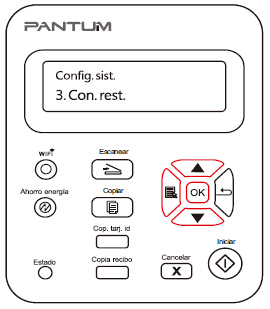 PANTUM
Config. sist.
3. Con. rest.
WiFi
Escanear
Ahorro energía
Copiar
OK
Cop. tarj. id
Iniciar
Estado
Copia recibo
Cancelar
X